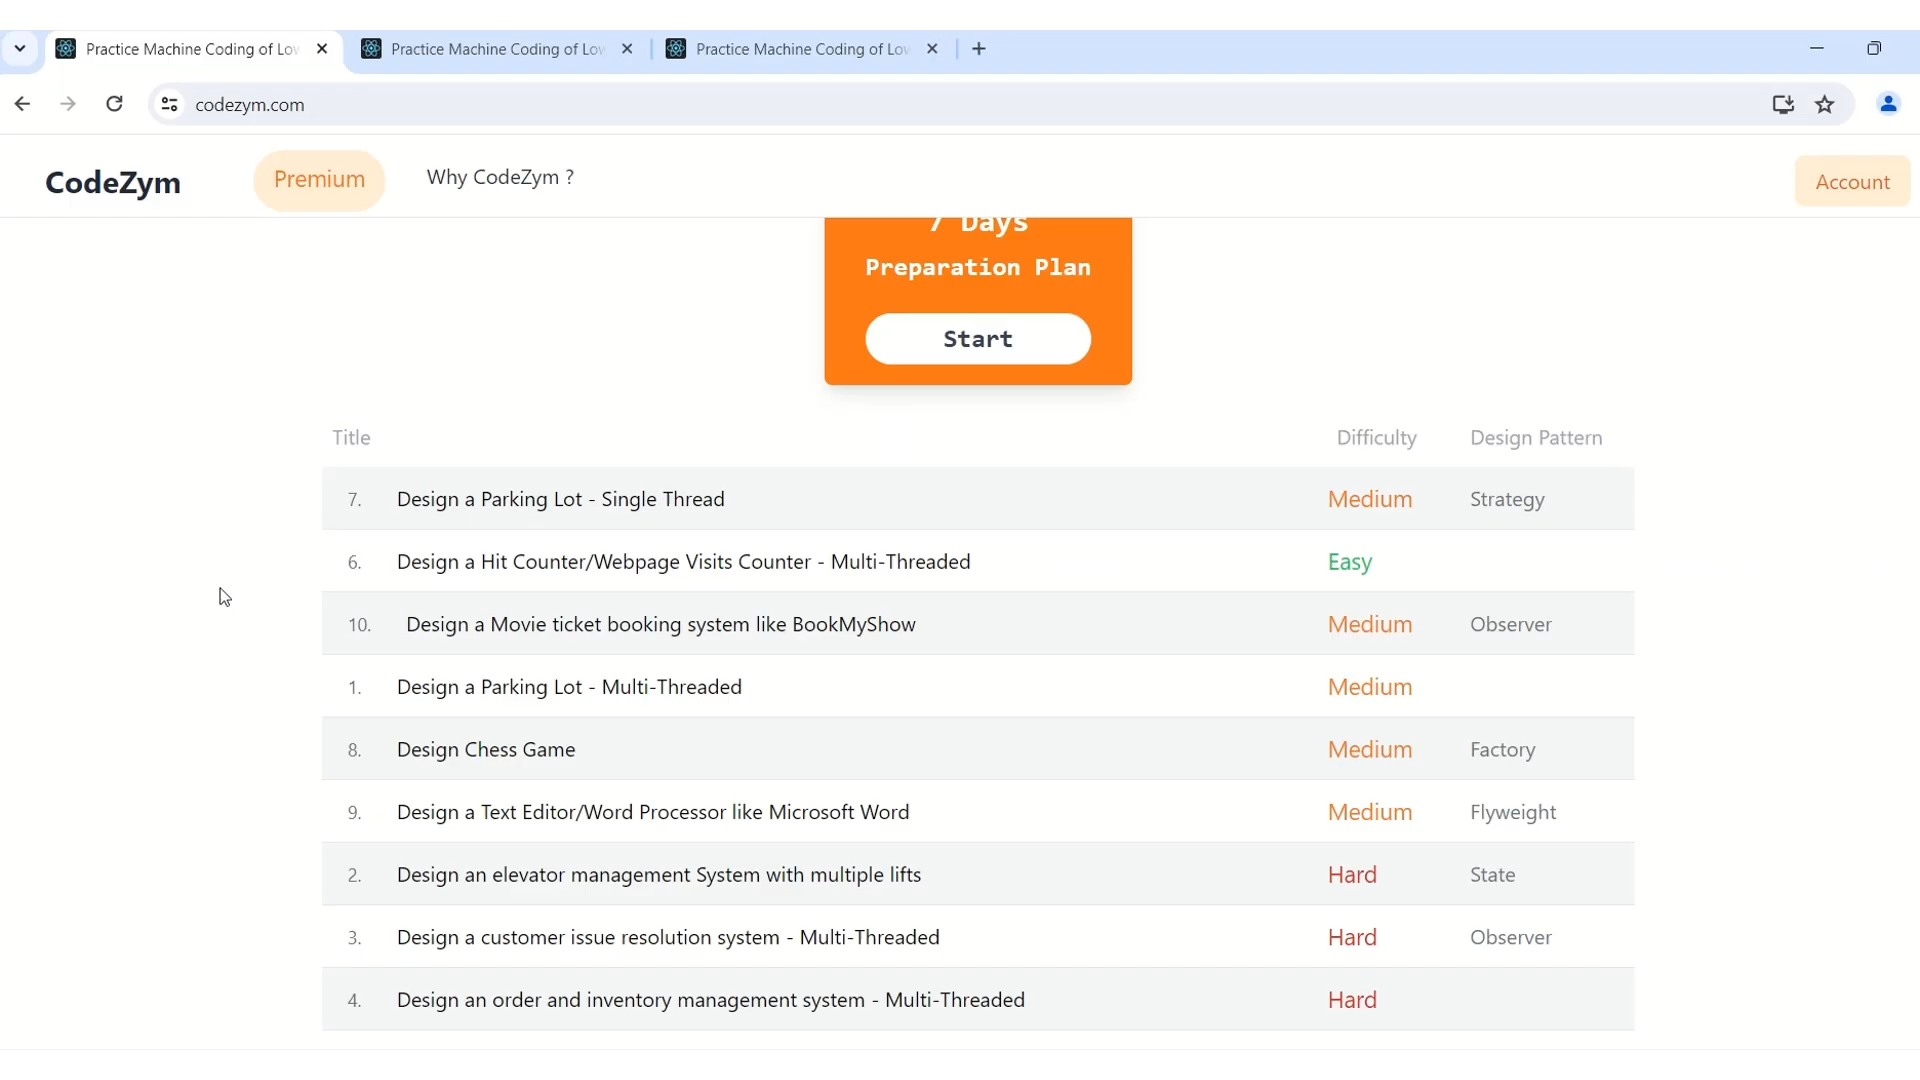 Practice Machine Coding of Lov
Practice Machine Coding of Lov
Practice Machine Coding of Lov
codezym.com
CodeZym
Premium
Why CodeZym ?
Account
7 Days
Preparation Plan
Start
Title Difficulty Design Pattern
7. Design a Parking Lot - Single Thread Medium Strategy
6. Design a Hit Counter/Webpage Visits Counter - Multi-Threaded Easy
10. Design a Movie ticket booking system like BookMyShow Medium Observer
1. Design a Parking Lot - Multi-Threaded Medium
8. Design Chess Game Medium Factory
9. Design a Text Editor/Word Processor like Microsoft Word Medium Flyweight
2. Design an elevator management System with multiple lifts Hard State
3. Design a customer issue resolution system - Multi-Threaded Hard Observer
4. Design an order and inventory management system - Multi-Threaded Hard